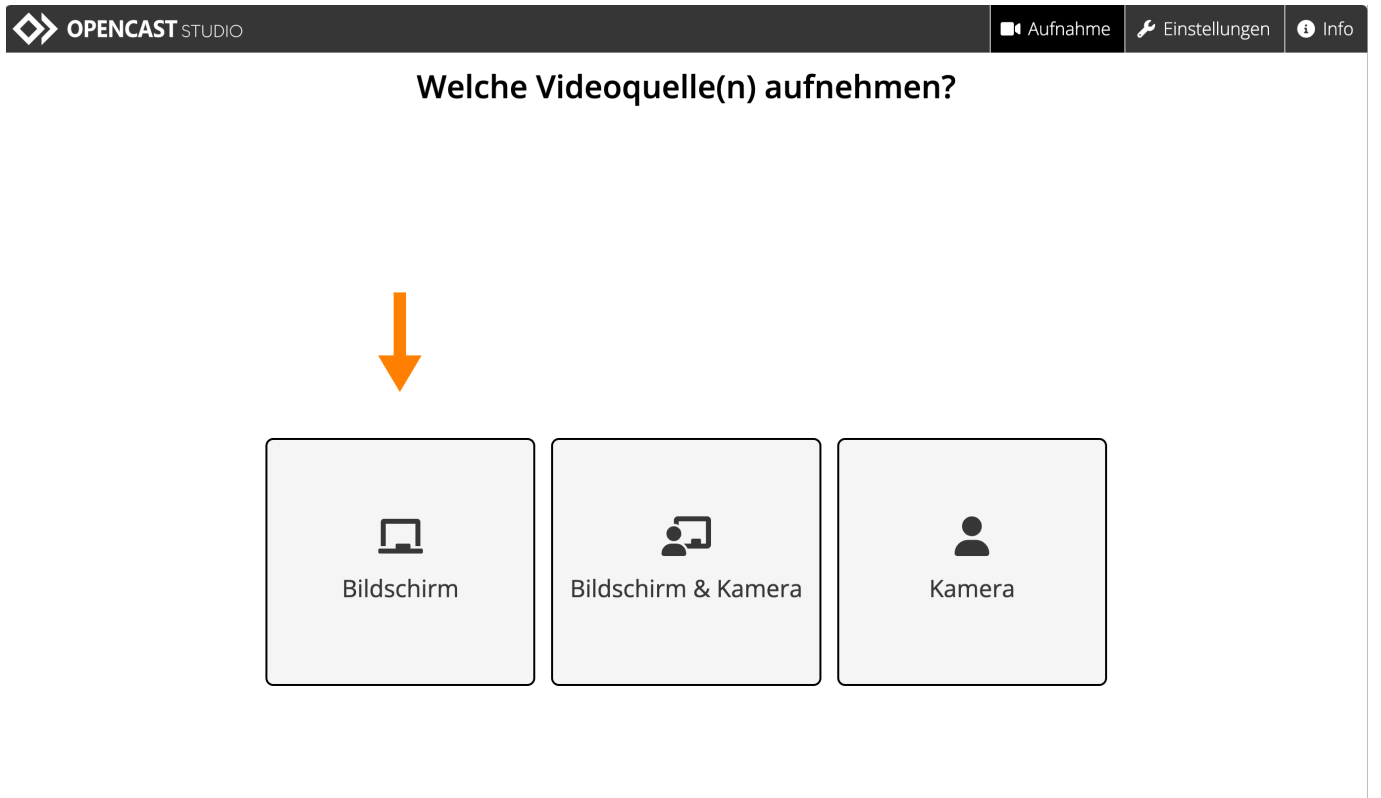 OPENCAST STUDIO
Aufnahme
Einstellungen
Info
Welche Videoquelle(n) aufnehmen?
Bildschirm
Bildschirm & Kamera
Kamera